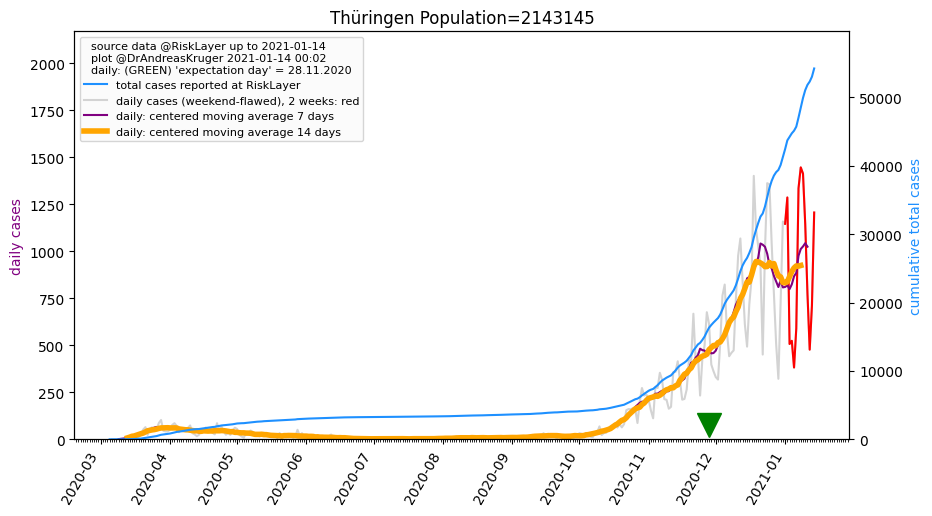 Thüringen Population=2143145
source data @RiskLayer up to 2021-01-14
plot @DrAndreasKruger 2021-01-14 00:02
daily: (GREEN) 'expectation day' = 28.11.2020
total cases reported at RiskLayer
daily cases (weekend-flawed), 2 weeks: red
daily: centered moving average 7 days
daily: centered moving average 14 days
daily cases
2000
1750
1500
1250
1000
750
500
250
0
50000
40000
30000
20000
10000
0
cumulative total cases
2020-03
2020-04
2020-05
2020-06
2020-07
2020-08
2020-09
2020-10
2020-11
2020-12
2021-01